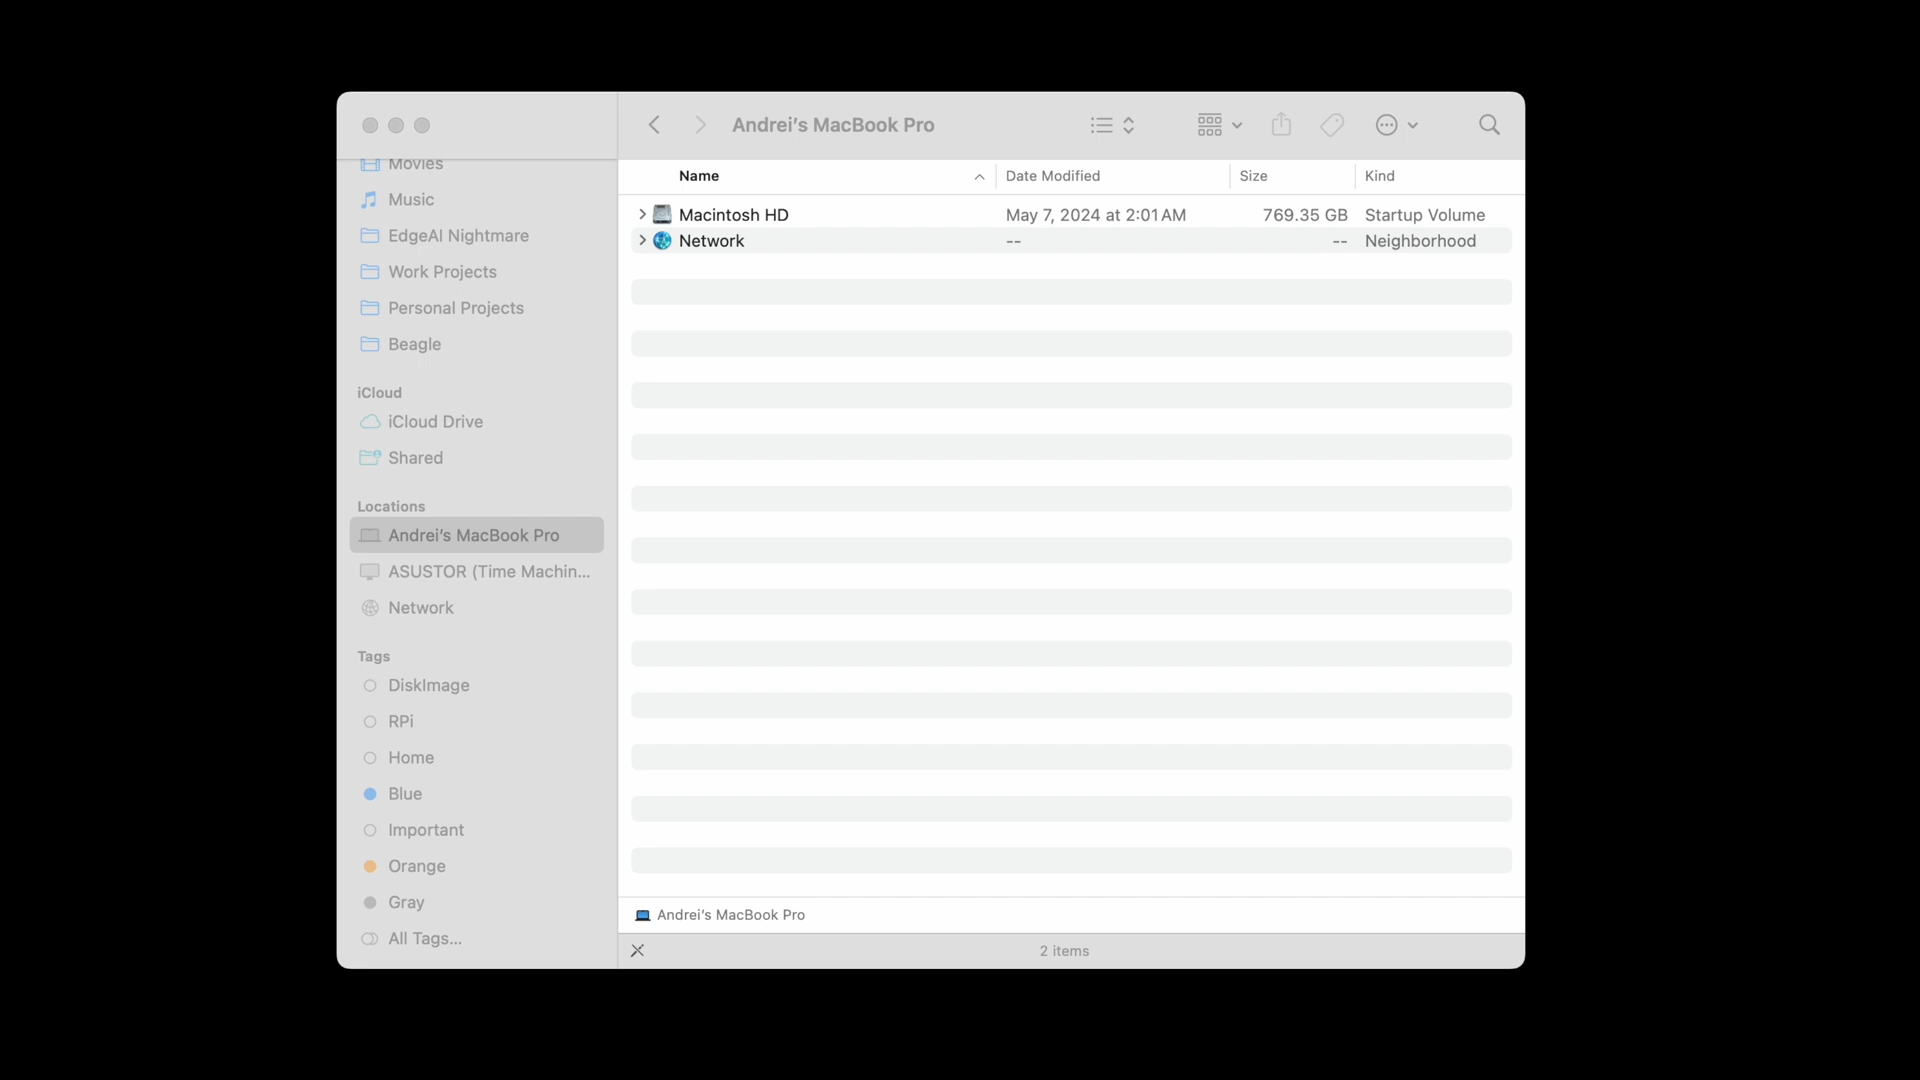 Andrei’s MacBook Pro
Movies
Music
EdgeAI Nightmare
Work Projects
Personal Projects
Beagle
iCloud
iCloud Drive
Shared
Locations
Andrei’s MacBook Pro
ASUSTOR (Time Machin...
Network
Tags
DiskImage
RPi
Home
Blue
Important
Orange
Gray
All Tags...
Name Date Modified Size Kind
Macintosh HD May 7, 2024 at 2:01 AM 769.35 GB Startup Volume
Network -- -- Neighborhood
Andrei’s MacBook Pro
2 items